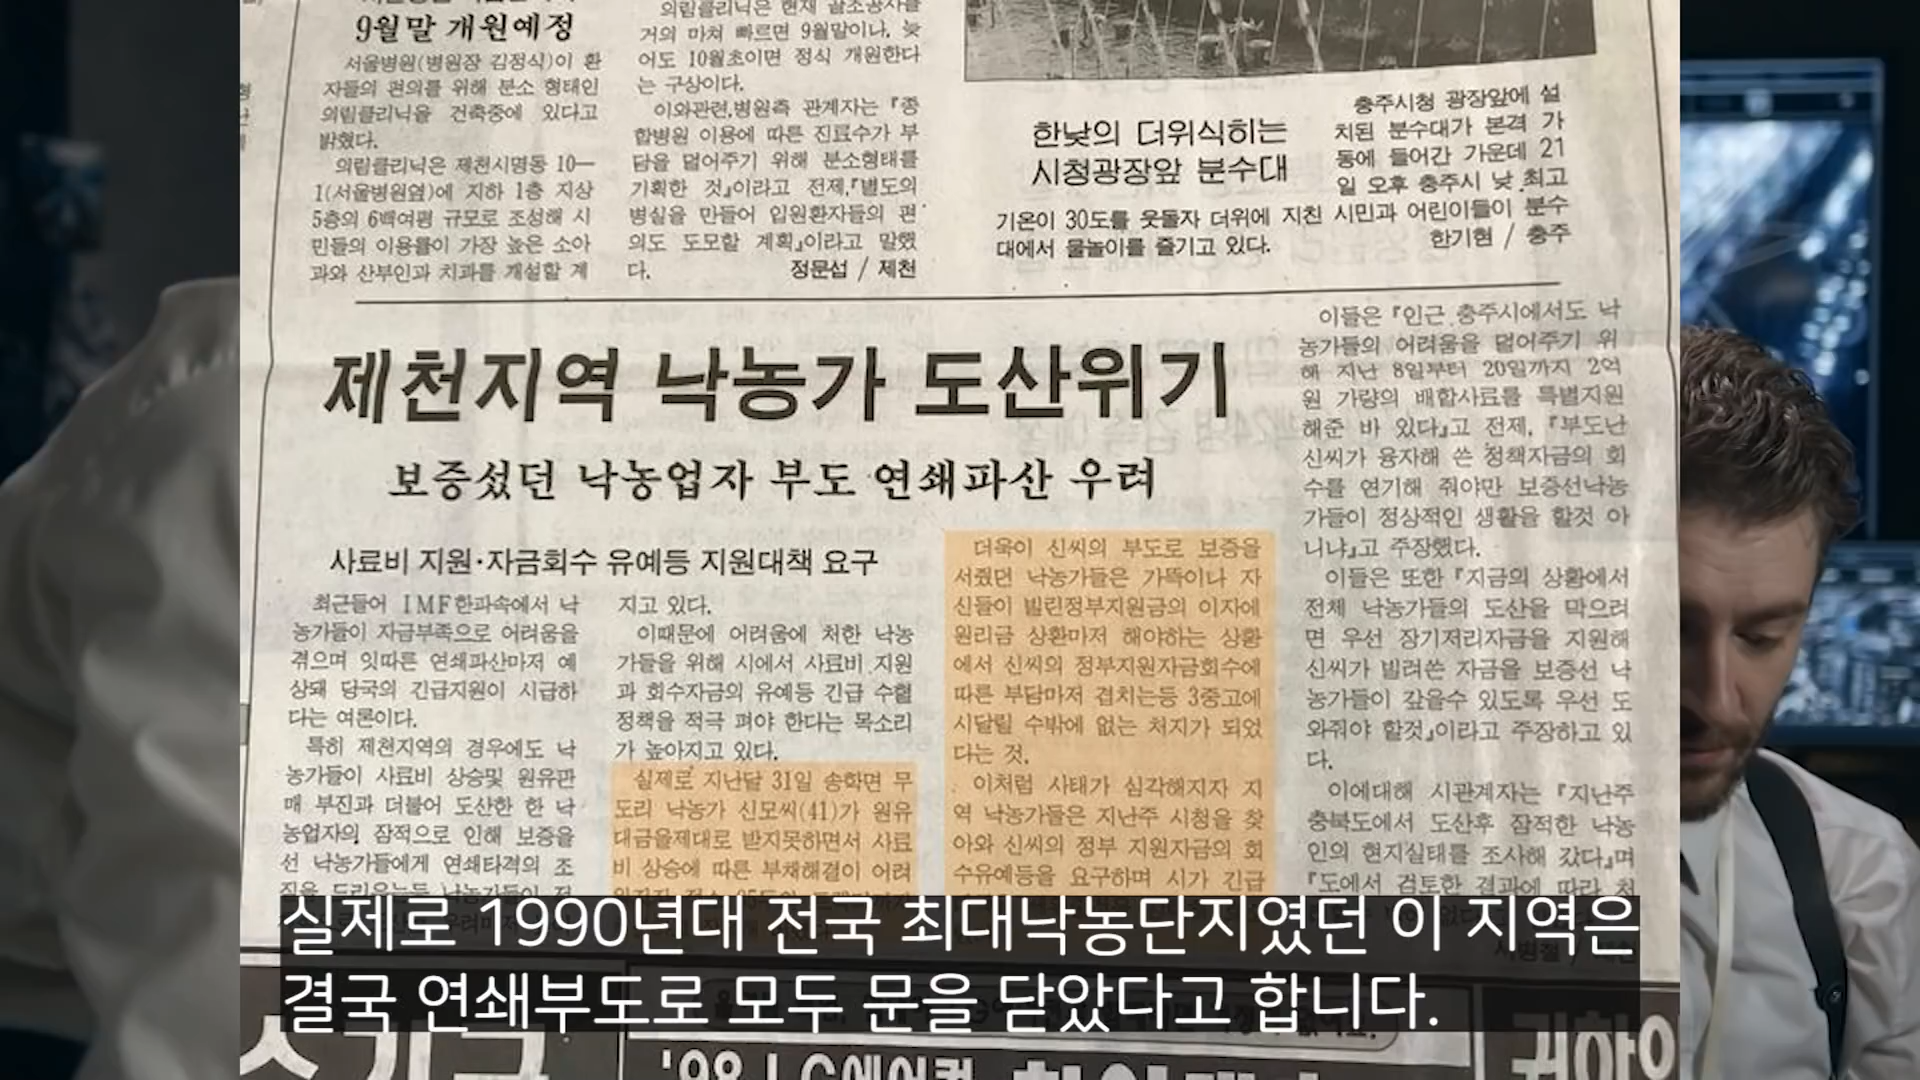 9월말 개원예정
서울병원(병원장 김정식)이 환
자들의 편의를 위해 분소 형태인
의림클리닉을 건축중에 있다고
밝혔다.
의림클리닉은 제천시명동 10―
1(서울병원옆)에 지하 1층 지상
5층의 6백여평 규모로 조성해 시
민들의 이용률이 가장 높은 소아
과와 산부인과 치과를 개설할 계
의림클리닉은 현재 골조공사를
거의 마쳐 빠르면 9월말이나, 늦
어도 10월초이면 정식 개원한다
는 구상이다.
이와관련,병원측 관계자는 『종
합병원 이용에 따른 진료수가 부
담을 덜어주기 위해 분소형태를
기획한 것』이라고 전제,『별도의
병실을 만들어 입원환자들의 편
의도 도모할 계획』이라고 말했
다. 정문섭 / 제천
한낮의 더위식히는
시청광장앞 분수대
충주시청 광장앞에 설
치된 분수대가 본격 가
동에 들어간 가운데 21
일 오후 충주시 낮 최고
기온이 30도를 웃돌자 더위에 지친 시민과 어린이들이 분수
대에서 물놀이를 즐기고 있다. 한기현 / 충주
제천지역 낙농가 도산위기
보증섰던 낙농업자 부도 연쇄파산 우려
사료비 지원·자금회수 유예등 지원대책 요구
최근들어 IMF한파속에서 낙
농가들이 자금부족으로 어려움을
겪으며 잇따른 연쇄파산마저 예
상돼 당국의 긴급지원이 시급하
다는 여론이다.
특히 제천지역의 경우에도 낙
농가들이 사료비 상승및 원유판
매 부진과 더불어 도산한 한 낙
농업자의 잠적으로 인해 보증을
선 낙농가들에게 연쇄타격의 조
짐을 드리우는등 낙농가들이
지고 있다.
이때문에 어려움에 처한 낙농
가들을 위해 시에서 사료비 지원
과 회수자금의 유예등 긴급 수혈
정책을 적극 펴야 한다는 목소리
가 높아지고 있다.
실제로 지난달 31일 송학면 무
도리 낙농가 신모씨(41)가 원유
대금을제대로 받지못하면서 사료
비 상승에 따른 부채해결이 어려
더욱이 신씨의 부도로 보증을
서줬던 낙농가들은 가뜩이나 자
신들이 빌린정부지원금의 이자에
원리금 상환마저 해야하는 상황
에서 신씨의 정부지원자금회수에
따른 부담마저 겹치는등 3중고에
시달릴 수밖에 없는 처지가 되었
다는 것.
이처럼 사태가 심각해지자 지
역 낙농가들은 지난주 시청을 찾
아와 신씨의 정부 지원자금의 회
수유예등을 요구하며 시가 긴급
이들은 『인근 충주시에서도 낙
농가들의 어려움을 덜어주기 위
해 지난 8일부터 20일까지 2억
원 가량의 배합사료를 특별지원
해준 바 있다』고 전제, 『부도난
신씨가 융자해 쓴 정책자금의 회
수를 연기해 줘야만 보증선낙농
가들이 정상적인 생활을 할것 아
니냐』고 주장했다.
이들은 또한 『지금의 상황에서
전체 낙농가들의 도산을 막으려
면 우선 장기저리자금을 지원해
신씨가 빌려쓴 자금을 보증선 낙
농가들이 갚을수 있도록 우선 도
와줘야 할것』이라고 주장하고 있
다.
이에대해 시관계자는 『지난주
충북도에서 도산후 잠적한 낙농
인의 현지실태를 조사해 갔다』며
『도에서 검토한 결과에 따라 처
실제로 1990년대 전국 최대낙농단지였던 이 지역은
결국 연쇄부도로 모두 문을 닫았다고 합니다.
'98 LG에어컨